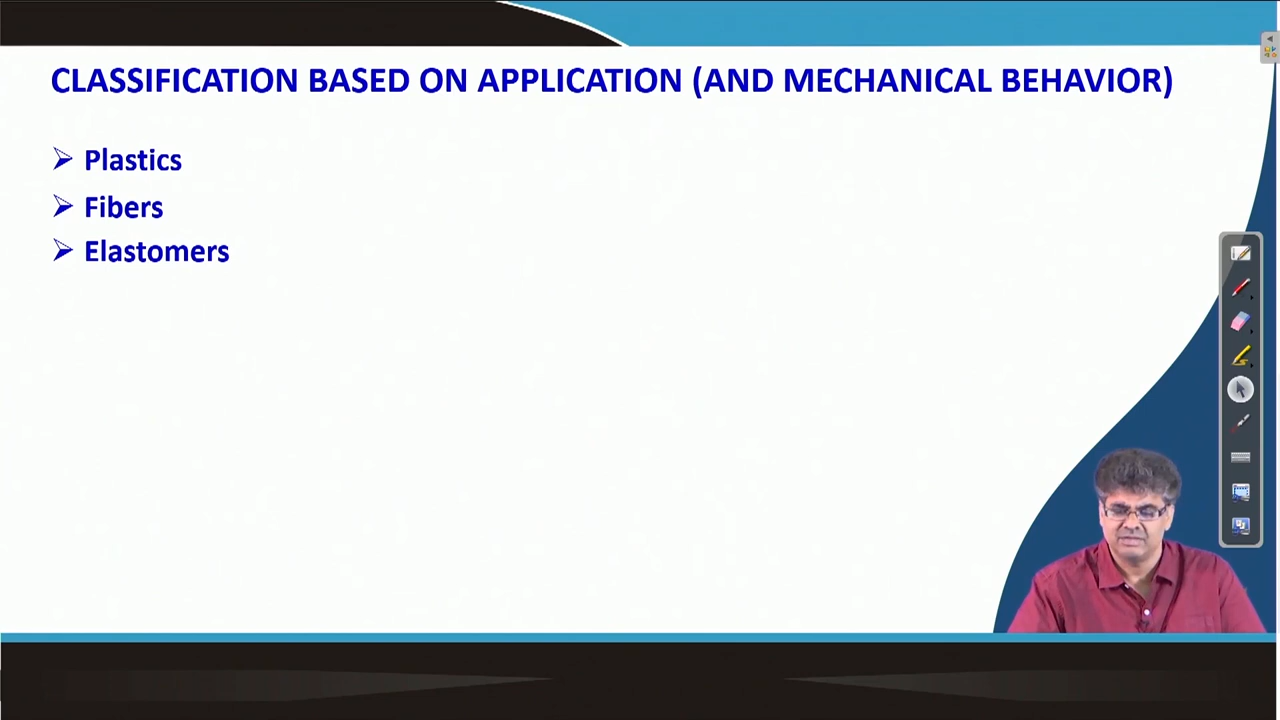 CLASSIFICATION BASED ON APPLICATION (AND MECHANICAL BEHAVIOR)
Plastics
Fibers
Elastomers